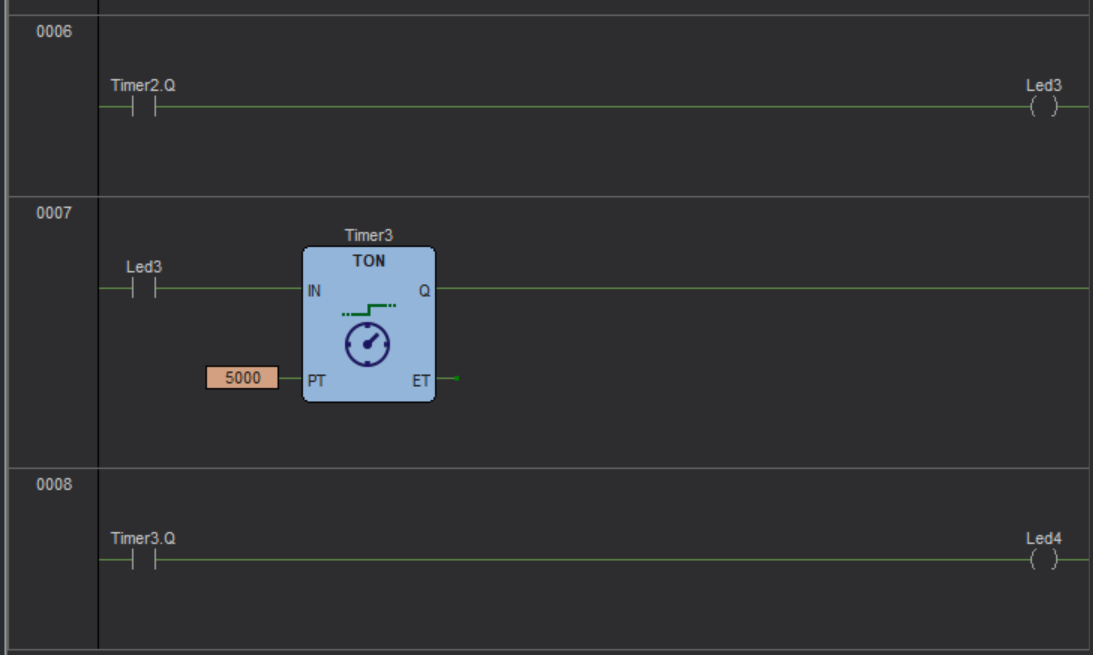 0006
Timer2.Q
Led3
0007
Timer3
TON
Led3
IN
Q
5000
PT
ET
0008
Timer3.Q
Led4